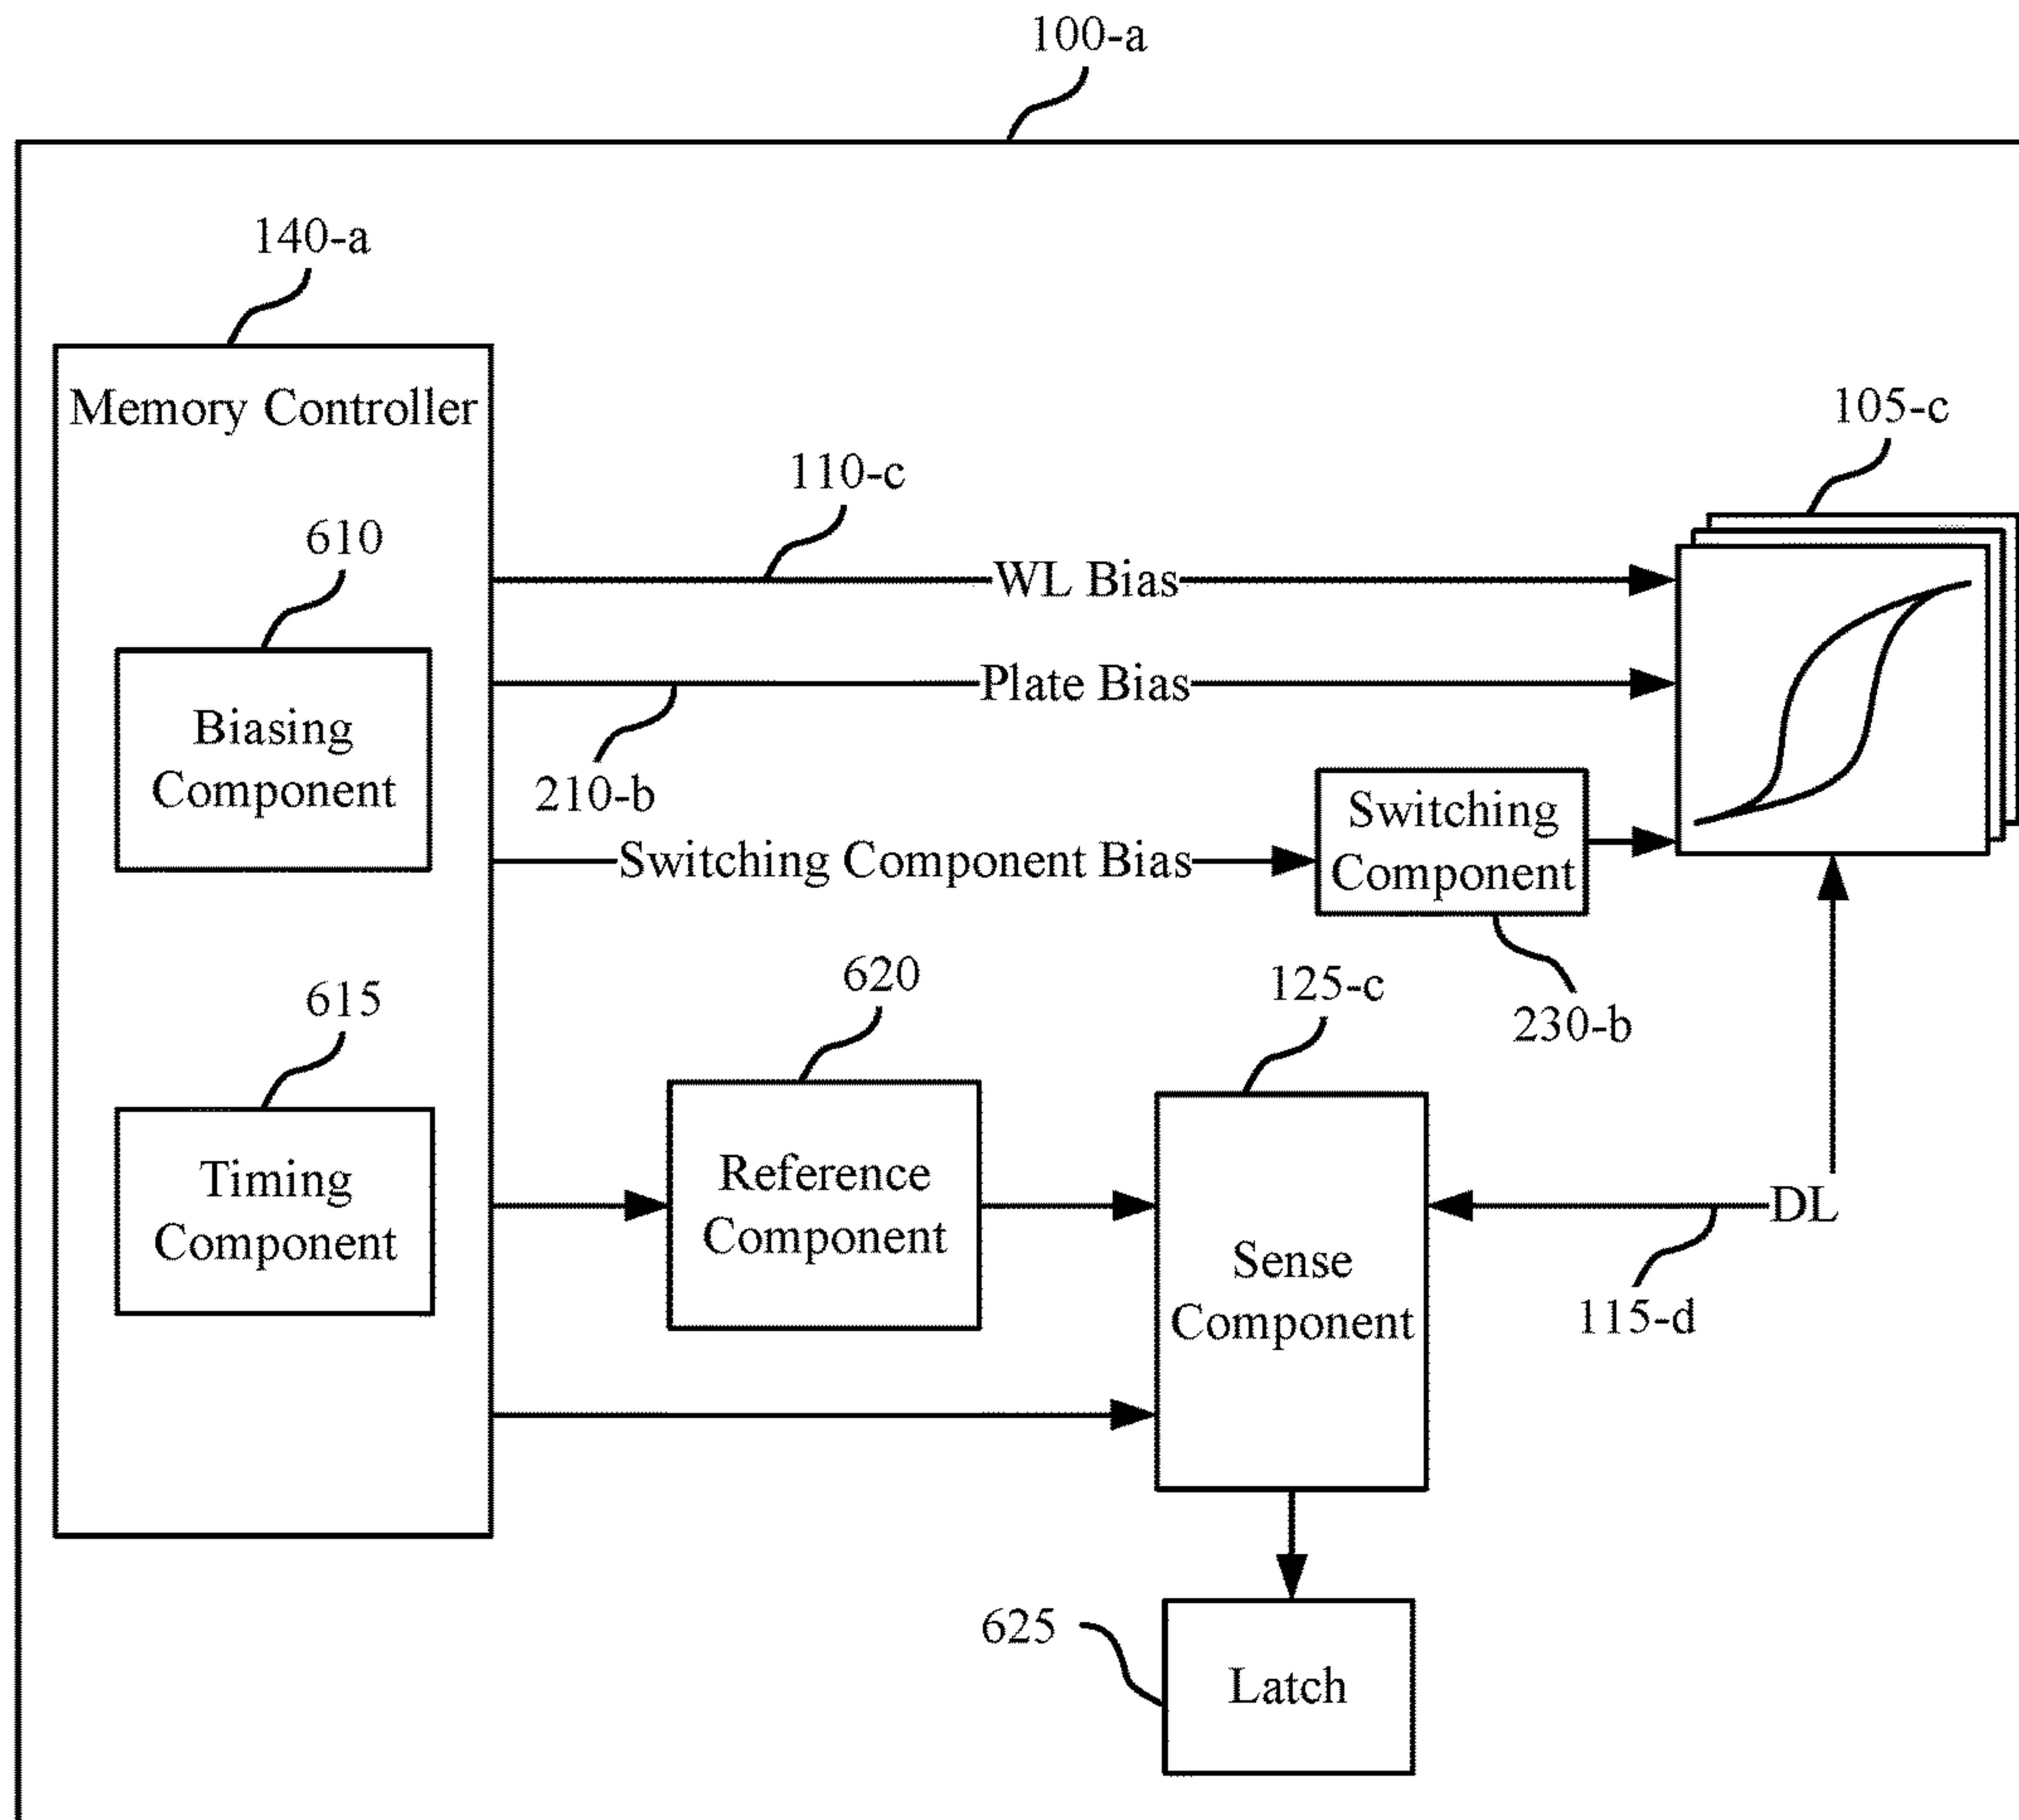 100-a
140-a
Memory Controller
105-c
110-c
610
WL Bias
Plate Bias
Biasing
Component
210-b
Switching
Component
Switching Component Bias
620
125-c
230-b
615
Reference
Component
Timing
Component
DL
Sense
Component
115-d
625
Latch